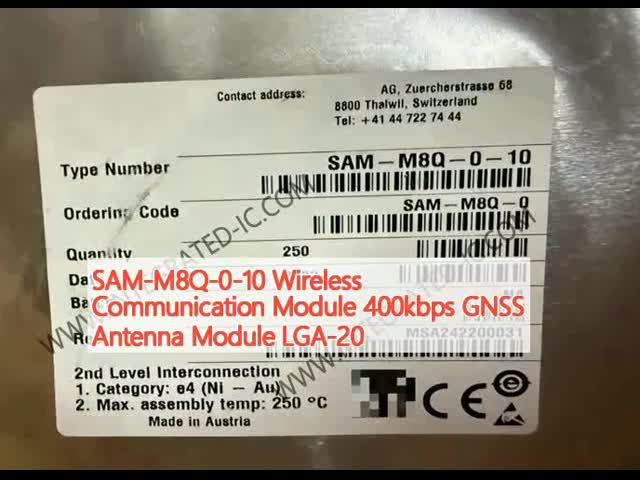 Contact address:
AG, Zuercherstrasse 68
8800 Thalwil, Switzerland
Tel: +41 44 722 74 44
Type Number
SAM-M8Q-0-10
Ordering Code
SAM-M8Q-0
Quantity
250
SAM-M8Q-0-10 Wireless
Communication Module 400kbps GNSS
Antenna Module LGA-20
MSA242200031
2nd Level Interconnection
1. Category: e4 (Ni - Au)
2. Max. assembly temp: 250 °C
Made in Austria
CE